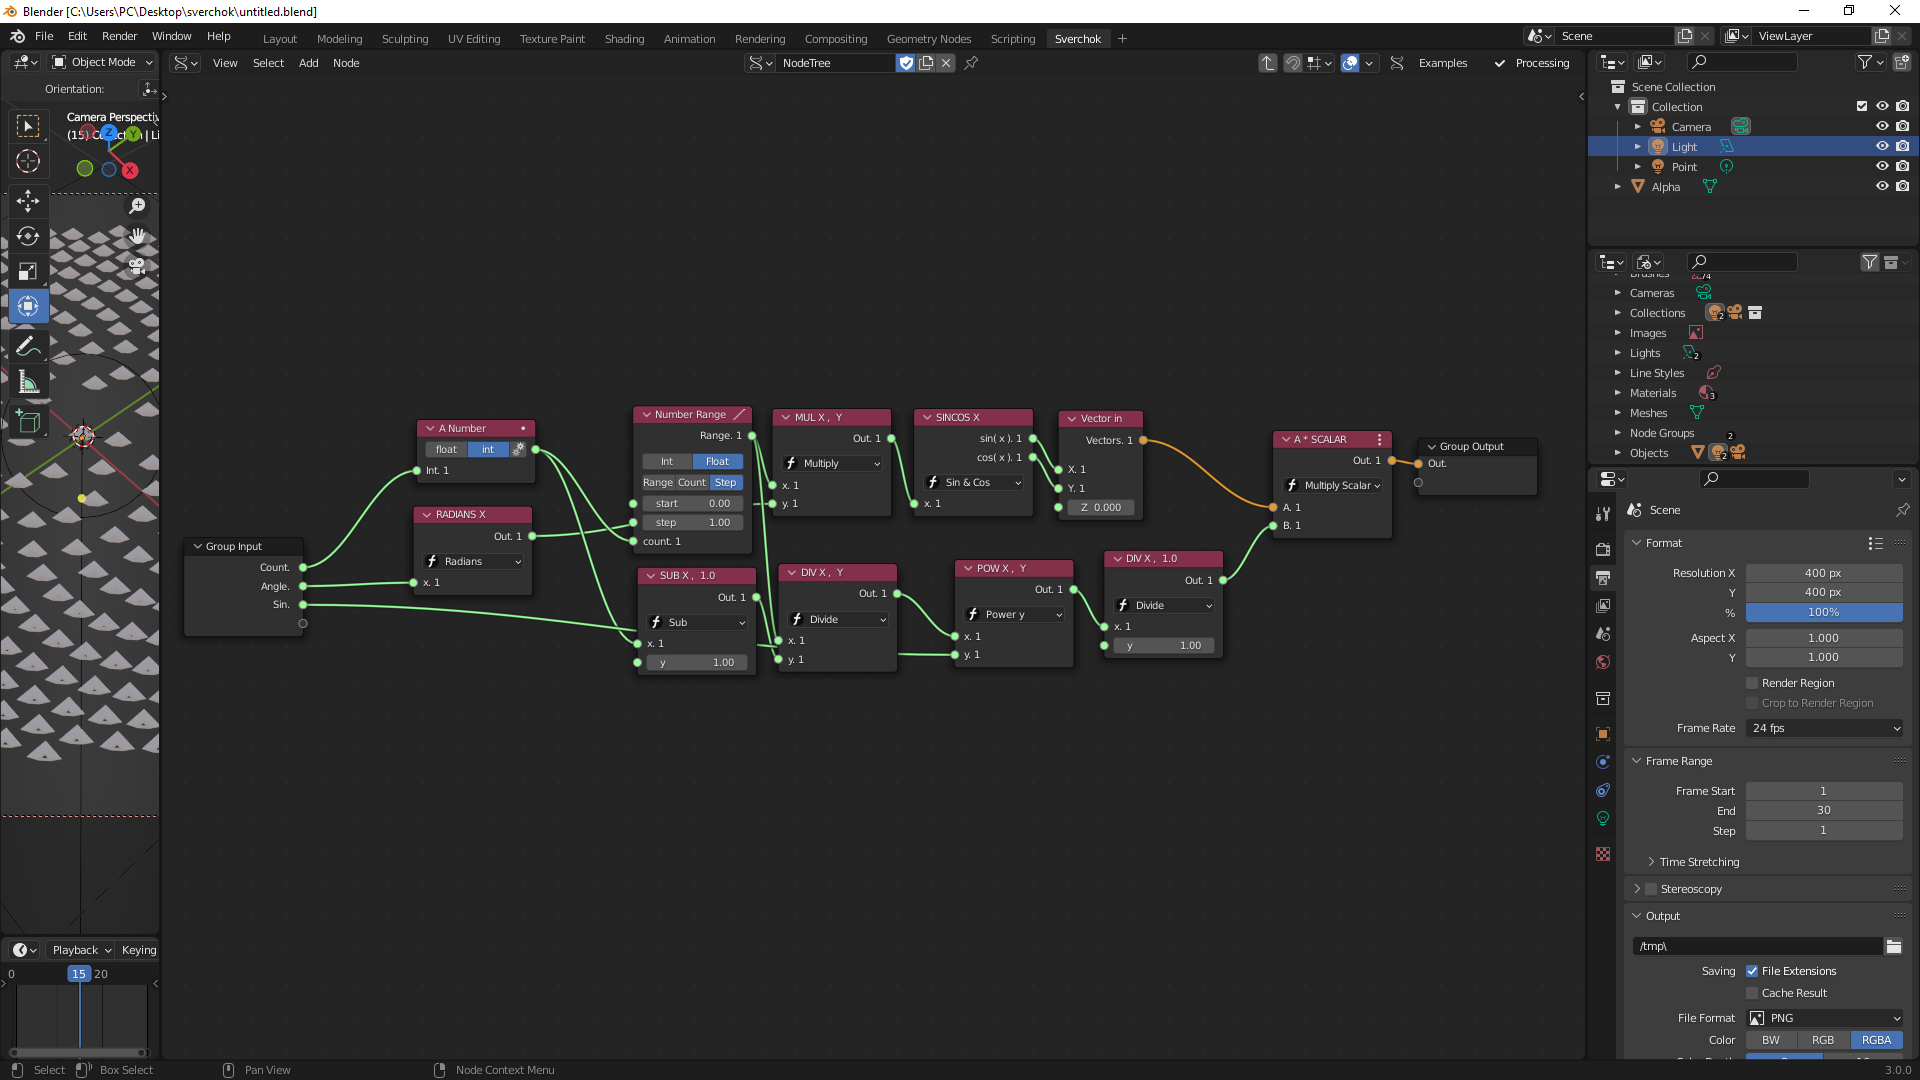 Blender [C:\Users\PC\Desktop\sverchok\untitled.blend]
File Edit Render Window Help
Layout Modeling Sculpting UV Editing Texture Paint Shading Animation Rendering Compositing Geometry Nodes Scripting Sverchok
Scene
ViewLayer
Object Mode
View Select Add Node
NodeTree
Examples
Processing
Orientation:
Camera Perspectiv
Z
Y
X
Group Input
Count.
Angle.
Sin.
A Number
float int
Int. 1
RADIANS X
Out. 1
Radians
x. 1
Number Range
Range. 1
Int Float
Range Count Step
start 0.00
step 1.00
count. 1
SUB X , 1.0
Out. 1
Sub
x. 1
y 1.00
MUL X , Y
Out. 1
Multiply
x. 1
y. 1
DIV X , Y
Out. 1
Divide
x. 1
y. 1
SINCOS X
sin( x ). 1
cos( x ). 1
Sin & Cos
x. 1
POW X , Y
Out. 1
Power y
x. 1
y. 1
Vector in
Vectors. 1
X. 1
Y. 1
Z 0.000
DIV X , 1.0
Out. 1
Divide
x. 1
y 1.00
A * SCALAR
Out. 1
Multiply Scalar
A. 1
B. 1
Group Output
Out.
Scene Collection
Collection
Camera
Light
Point
Alpha
Cameras
Collections 2
Images
Lights 2
Line Styles
Materials 3
Meshes
Node Groups 2
Objects 2
Scene
Format
Resolution X 400 px
Y 400 px
% 100%
Aspect X 1.000
Y 1.000
Render Region
Crop to Render Region
Frame Rate 24 fps
Frame Range
Frame Start 1
End 30
Step 1
Time Stretching
Stereoscopy
Output
/tmp\
Saving File Extensions
Cache Result
File Format PNG
Color BW RGB RGBA
Playback Keying
0 15 20
Select Box Select Pan View Node Context Menu
3.0.0